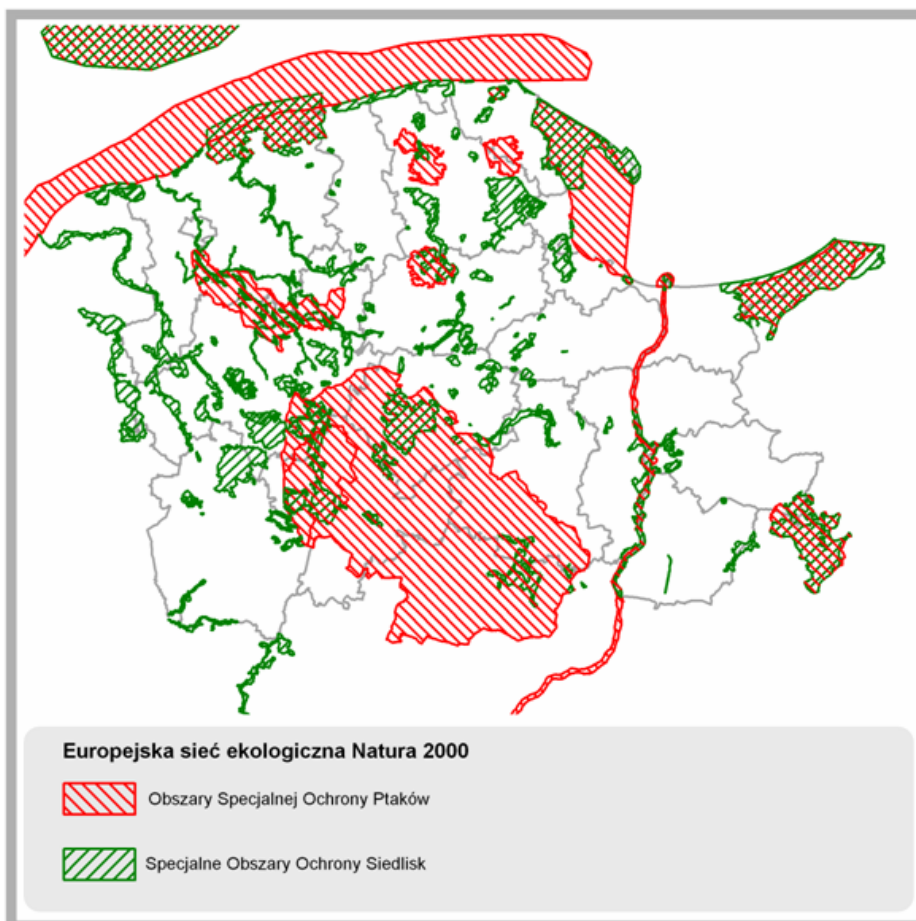 Europejska sieć ekologiczna Natura 2000
Obszary Specjalnej Ochrony Ptaków
Specjalne Obszary Ochrony Siedlisk